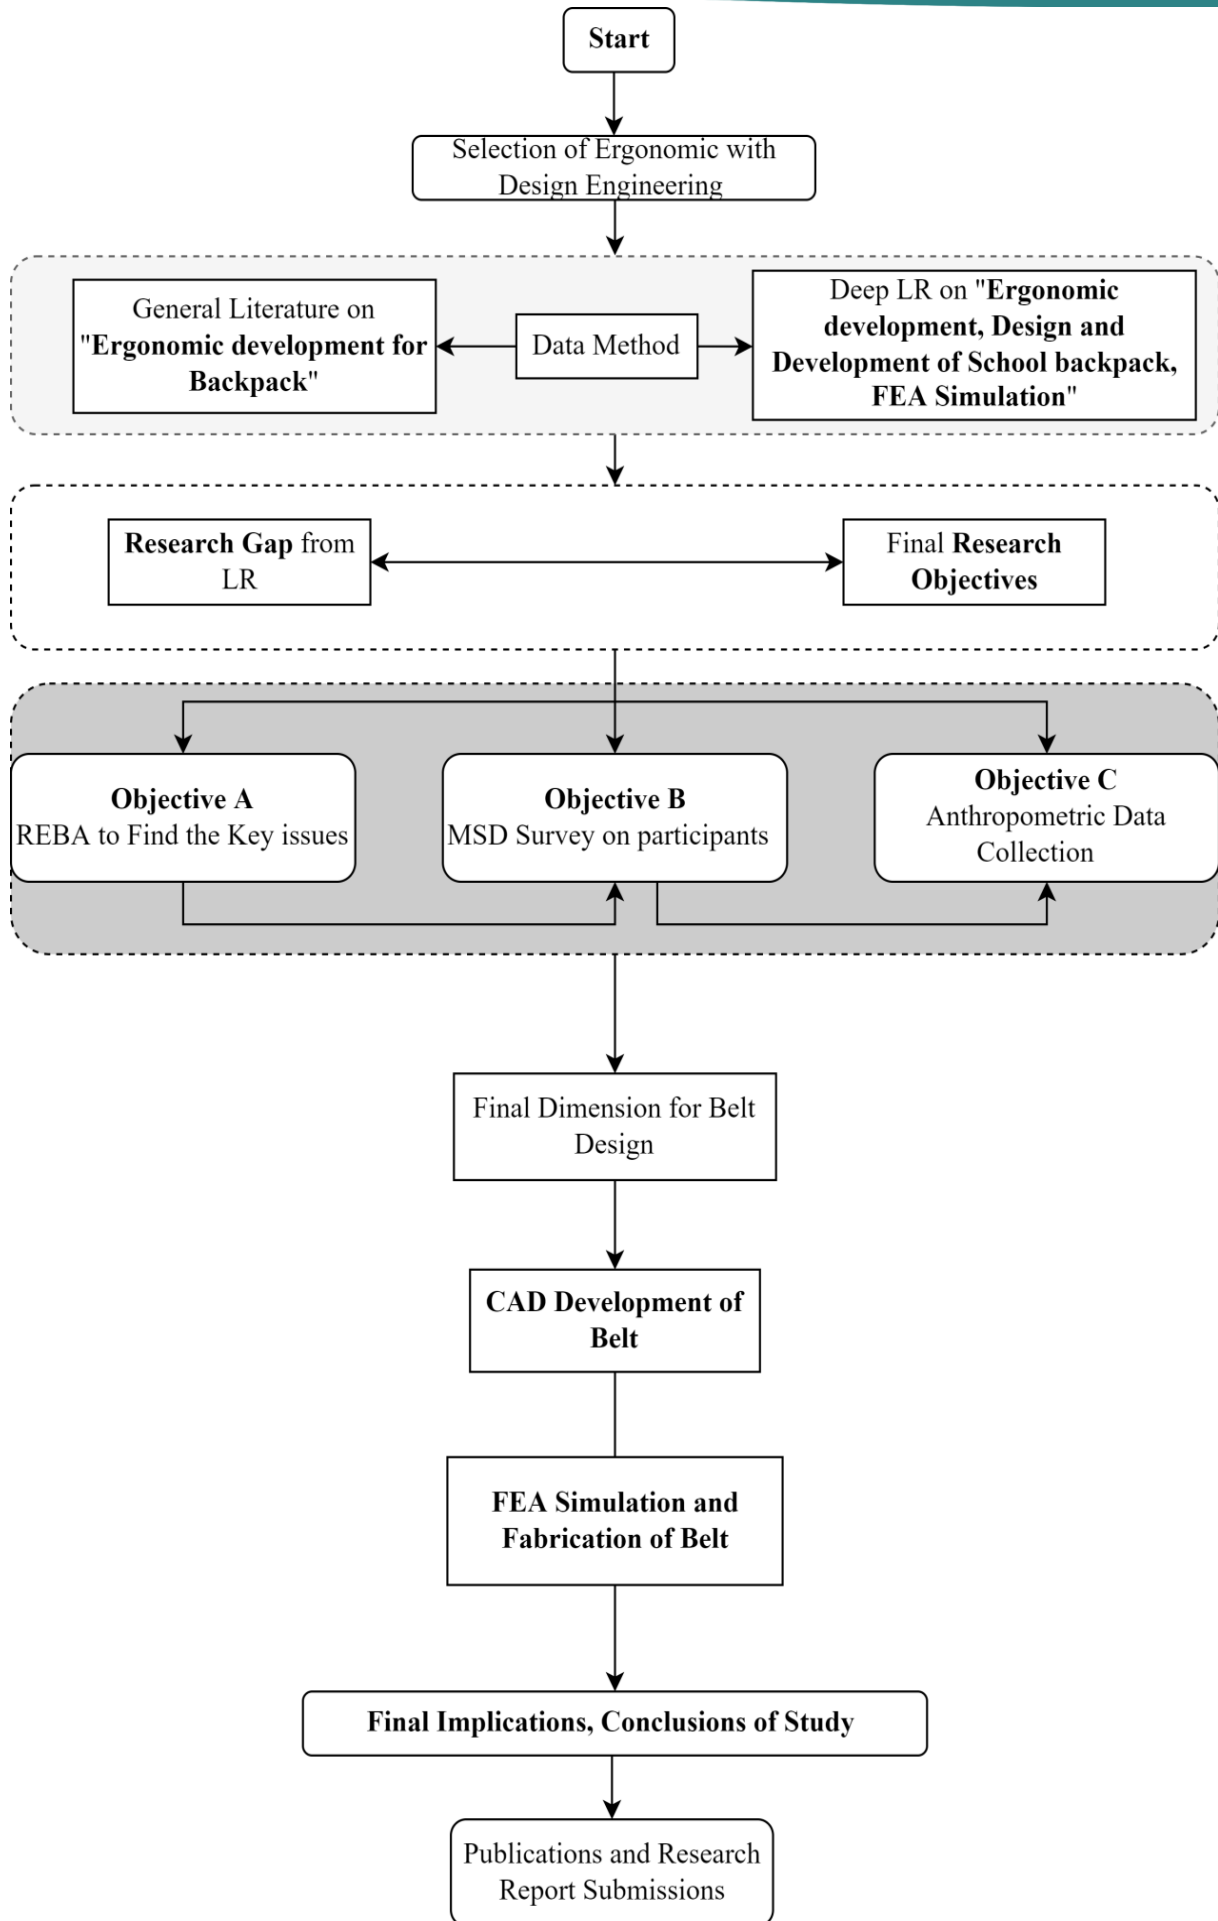 Start
Selection of Ergonomic with
Design Engineering
General Literature on
"Ergonomic development for
Backpack"
Data Method
Deep LR on "Ergonomic
development, Design and
Development of School backpack,
FEA Simulation"
Research Gap from
LR
Final Research
Objectives
Objective A
REBA to Find the Key issues
Objective B
MSD Survey on participants
Objective C
Anthropometric Data
Collection
Final Dimension for Belt
Design
CAD Development of
Belt
FEA Simulation and
Fabrication of Belt
Final Implications, Conclusions of Study
Publications and Research
Report Submissions